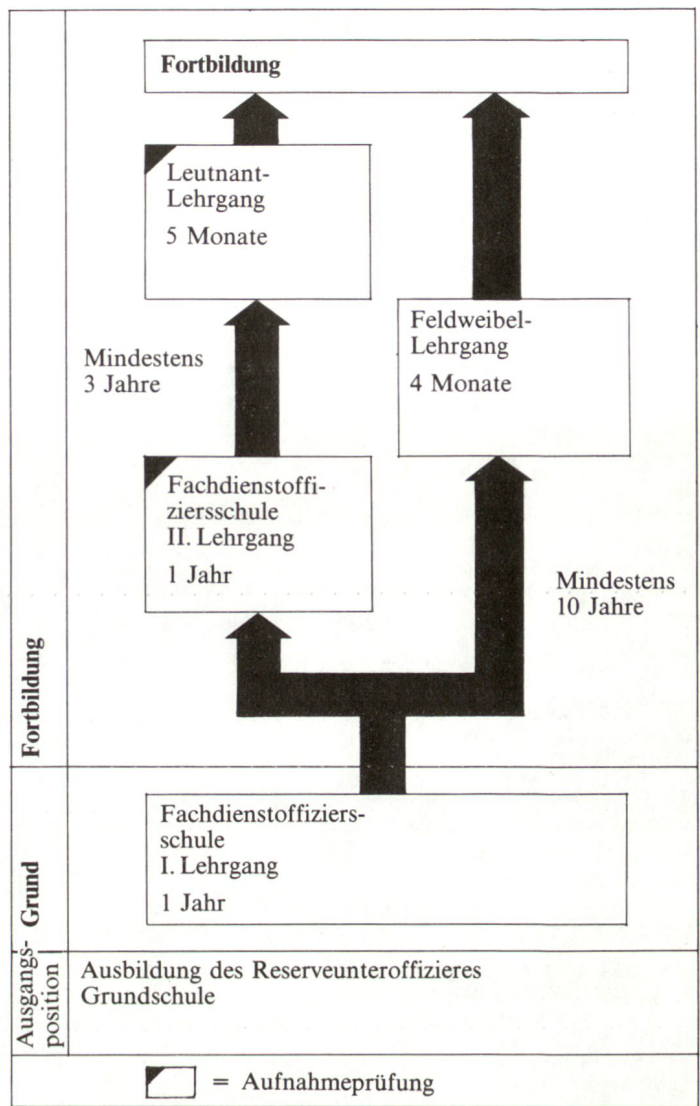 Fortbildung
Leutnant-
Lehrgang
5 Monate
Feldweibel-
Lehrgang
4 Monate
Mindestens
3 Jahre
Fachdienstoffi-
ziersschule
II. Lehrgang
1 Jahr
Mindestens
10 Jahre
Fortbildung
Fachdienstoffiziers-
schule
I. Lehrgang
1 Jahr
Grund
Ausgangs-
position
Ausbildung des Reserveunteroffizieres
Grundschule
= Aufnahmeprüfung